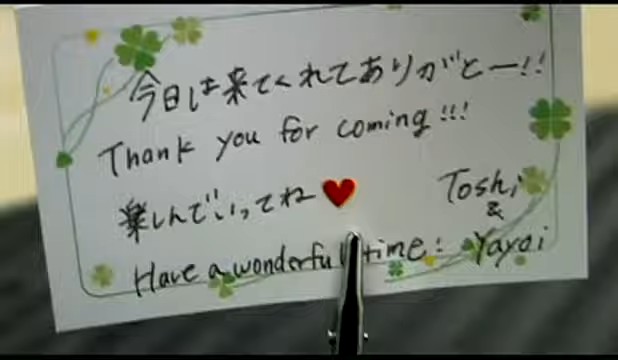 今日は来てくれてありがとー!!
Thank you for coming!!!
楽しんでいってね
Toshi
&
Have a wonderful time!
Yayoi